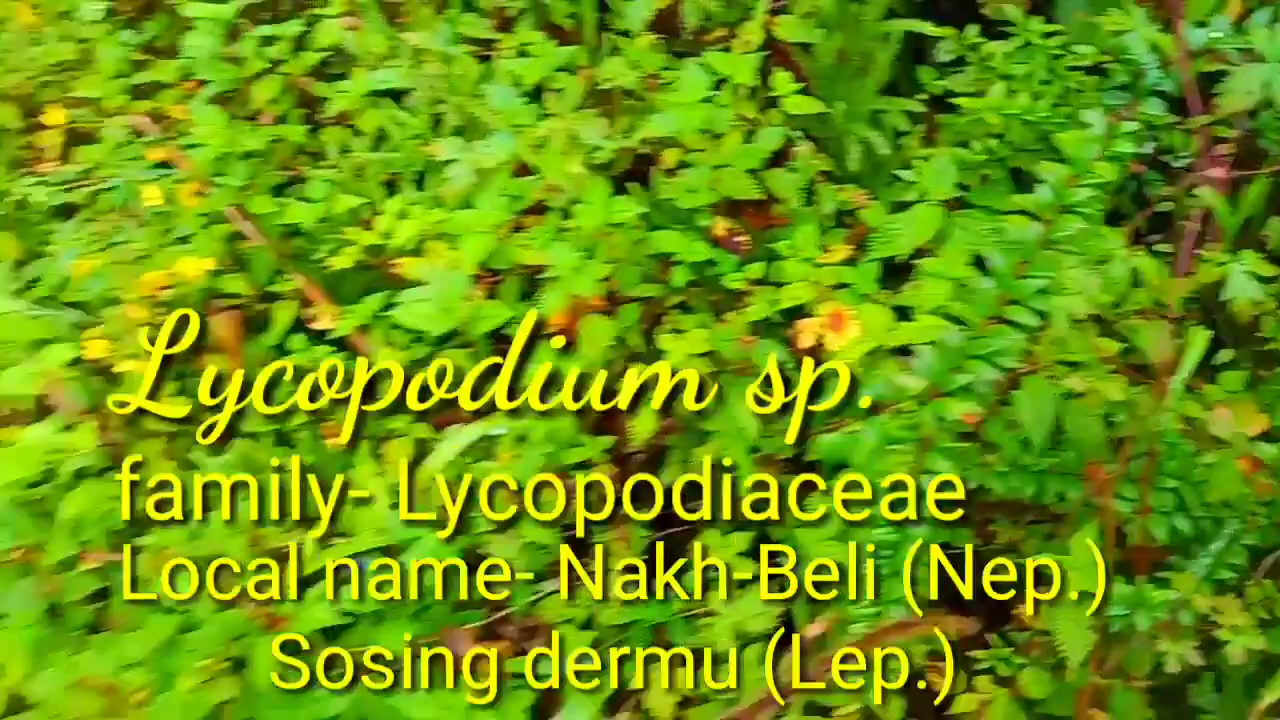 Lycopodium sp.
family- Lycopodiaceae
Local name- Nakh-Beli (Nep.)
Sosing dermu (Lep.)